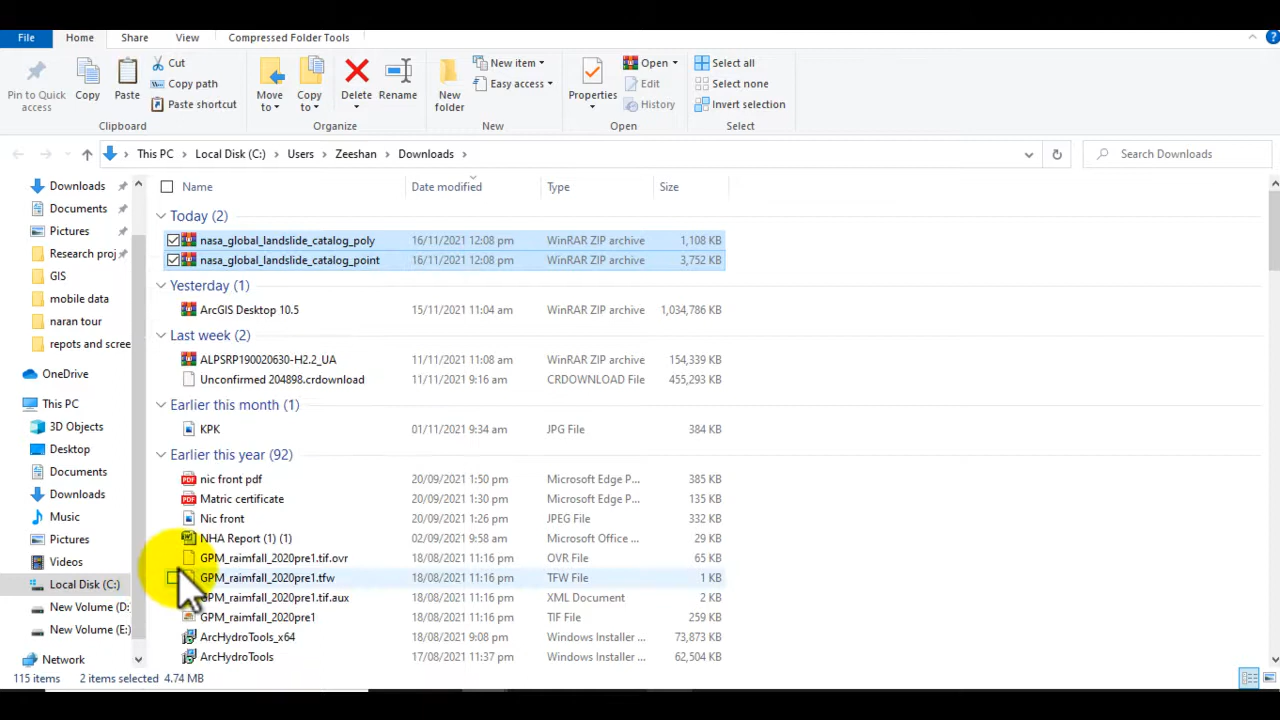 File Home Share View Compressed Folder Tools
Pin to Quick access
Copy
Paste
Cut
Copy path
Paste shortcut
Clipboard
Move to
Copy to
Delete
Rename
Organize
New folder
New item
Easy access
New
Properties
Open
Edit
History
Open
Select all
Select none
Invert selection
Select
This PC > Local Disk (C:) > Users > Zeeshan > Downloads >
Search Downloads
Downloads
Documents
Pictures
Research proj
GIS
mobile data
naran tour
repots and scree
OneDrive
This PC
3D Objects
Desktop
Documents
Downloads
Music
Pictures
Videos
Local Disk (C:)
New Volume (D:
New Volume (E:)
Network
Name Date modified Type Size
Today (2)
nasa_global_landslide_catalog_poly 16/11/2021 12:08 pm WinRAR ZIP archive 1,108 KB
nasa_global_landslide_catalog_point 16/11/2021 12:08 pm WinRAR ZIP archive 3,752 KB
Yesterday (1)
ArcGIS Desktop 10.5 15/11/2021 11:04 am WinRAR ZIP archive 1,034,786 KB
Last week (2)
ALPSRP190020630-H2.2_UA 11/11/2021 11:08 am WinRAR ZIP archive 154,339 KB
Unconfirmed 204898.crdownload 11/11/2021 9:16 am CRDOWNLOAD File 455,293 KB
Earlier this month (1)
KPK 01/11/2021 9:34 am JPG File 384 KB
Earlier this year (92)
nic front pdf 20/09/2021 1:50 pm Microsoft Edge P... 385 KB
Matric certificate 20/09/2021 1:30 pm Microsoft Edge P... 135 KB
Nic front 20/09/2021 1:26 pm JPEG File 332 KB
NHA Report (1) (1) 02/09/2021 9:58 am Microsoft Office ... 29 KB
GPM_raimfall_2020pre1.tif.ovr 18/08/2021 11:16 pm OVR File 65 KB
GPM_raimfall_2020pre1.tfw 18/08/2021 11:16 pm TFW File 1 KB
GPM_raimfall_2020pre1.tif.aux 18/08/2021 11:16 pm XML Document 2 KB
GPM_raimfall_2020pre1 18/08/2021 11:16 pm TIF File 259 KB
ArcHydroTools_x64 18/08/2021 9:08 pm Windows Installer ... 73,873 KB
ArcHydroTools 17/08/2021 11:37 pm Windows Installer ... 62,504 KB
115 items 2 items selected 4.74 MB